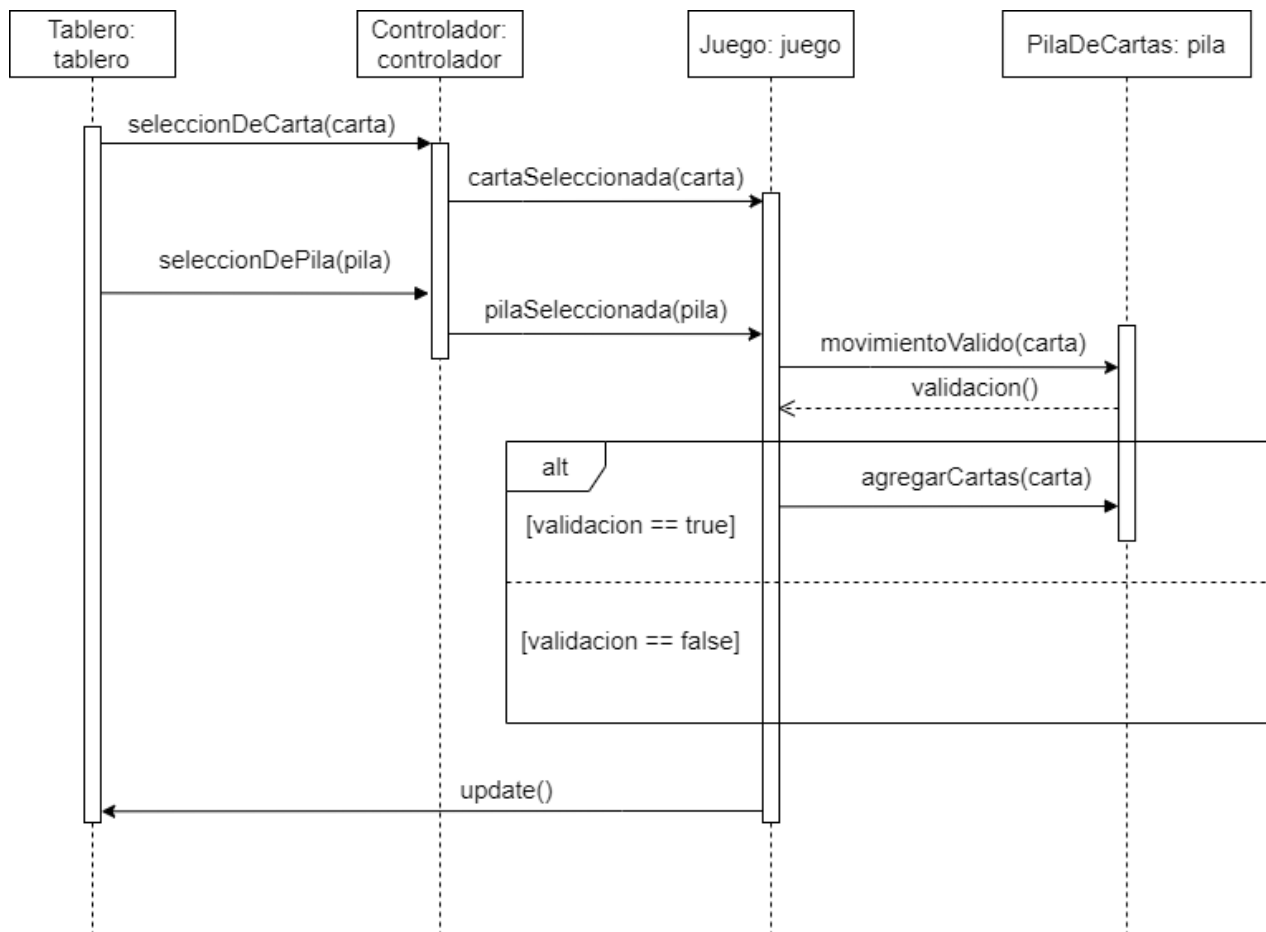 Tablero:
tablero
Controlador:
controlador
Juego: juego
PilaDeCartas: pila
seleccionDeCarta(carta)
cartaSeleccionada(carta)
seleccionDePila(pila)
pilaSeleccionada(pila)
movimientoValido(carta)
validacion()
alt
agregarCartas(carta)
[validacion == true]
[validacion == false]
update()